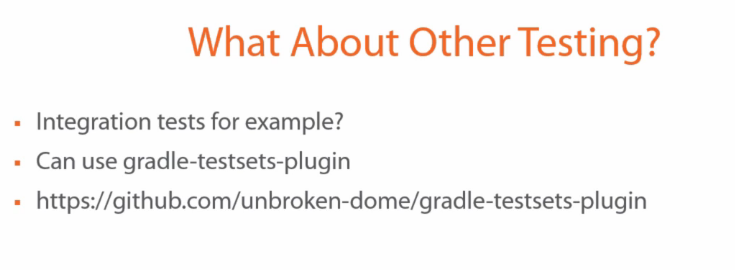 What About Other Testing?
▪ Integration tests for example?
▪ Can use gradle-testsets-plugin
▪ https://github.com/unbroken-dome/gradle-testsets-plugin